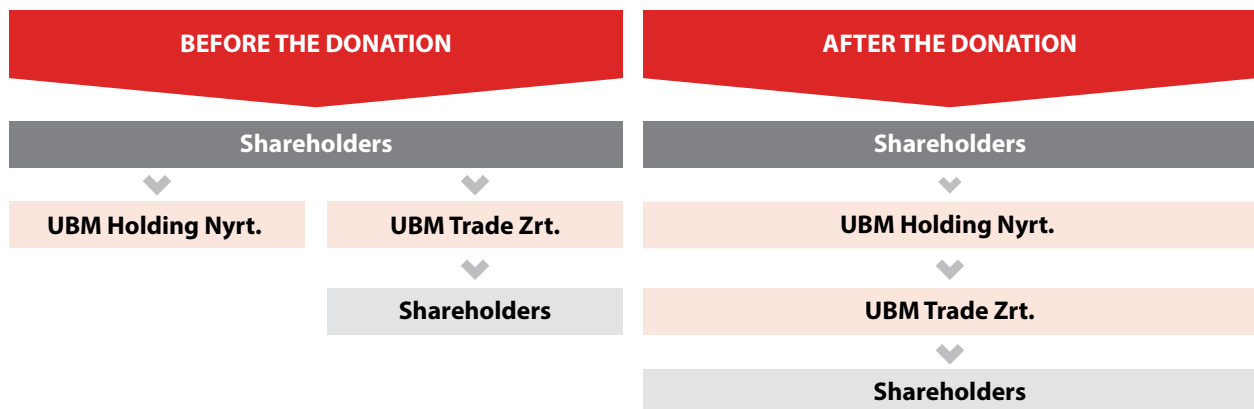 BEFORE THE DONATION
Shareholders
UBM Holding Nyrt.
UBM Trade Zrt.
Shareholders
AFTER THE DONATION
Shareholders
UBM Holding Nyrt.
UBM Trade Zrt.
Shareholders